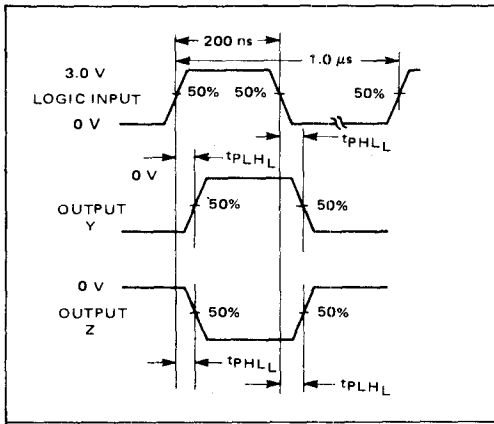 200 ns
1.0 μs
3.0 V
LOGIC INPUT
0 V
50% 50% 50%
tPHLL
tPLHL
0 V
OUTPUT
Y
50% 50%
0 V
OUTPUT
Z
50% 50%
tPHLL
tPLHL